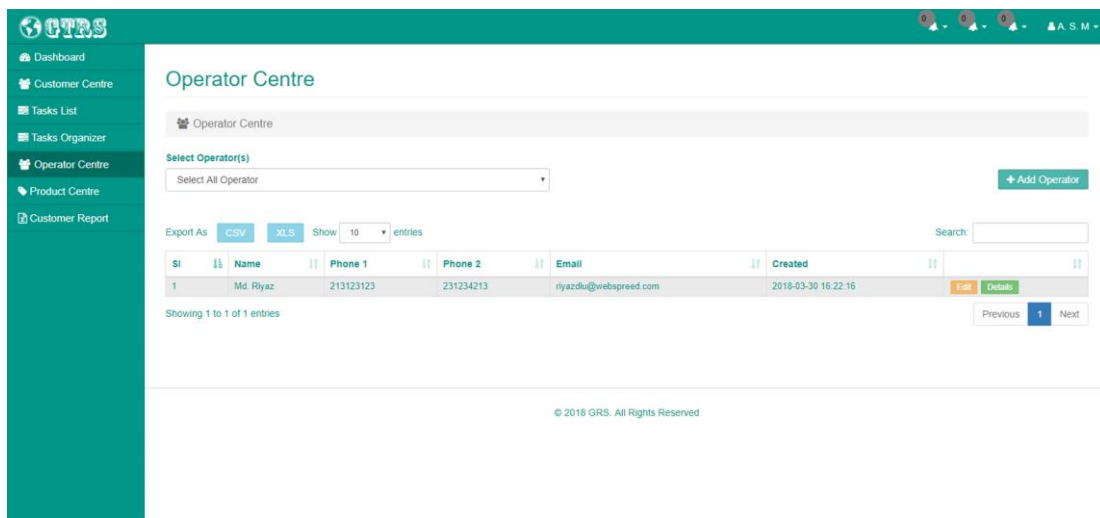 GTRS
0 0 0 A. S. M
Dashboard
Customer Centre
Tasks List
Tasks Organizer
Operator Centre
Product Centre
Customer Report
Operator Centre
Operator Centre
Select Operator(s)
Select All Operator
+ Add Operator
Export As CSV XLS Show 10 entries Search:
Sl Name Phone 1 Phone 2 Email Created
1 Md. Riyaz 213123123 231234213 riyazdiu@webspreed.com 2018-03-30 16:22:16 Edit Details
Showing 1 to 1 of 1 entries Previous 1 Next
© 2018 GRS. All Rights Reserved